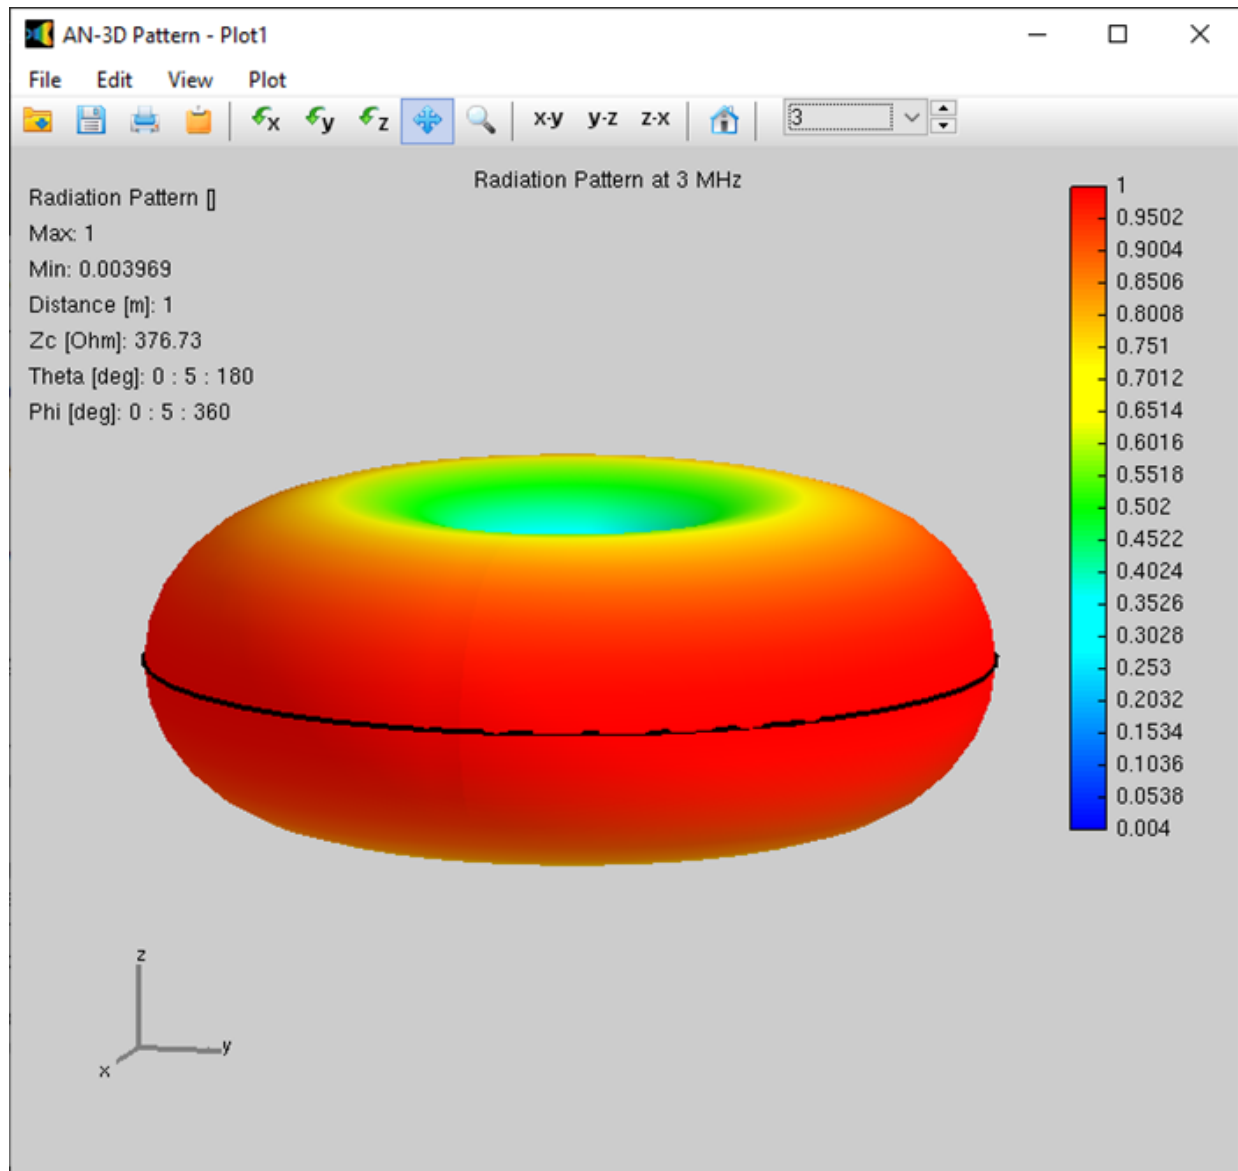 AN-3D Pattern - Plot1
File Edit View Plot
x y z x-y y-z z-x 3
Radiation Pattern at 3 MHz
Radiation Pattern []
Max: 1
Min: 0.003969
Distance [m]: 1
Zc [Ohm]: 376.73
Theta [deg]: 0 : 5 : 180
Phi [deg]: 0 : 5 : 360
1
0.9502
0.9004
0.8506
0.8008
0.751
0.7012
0.6514
0.6016
0.5518
0.502
0.4522
0.4024
0.3526
0.3028
0.253
0.2032
0.1534
0.1036
0.0538
0.004
z
y
x